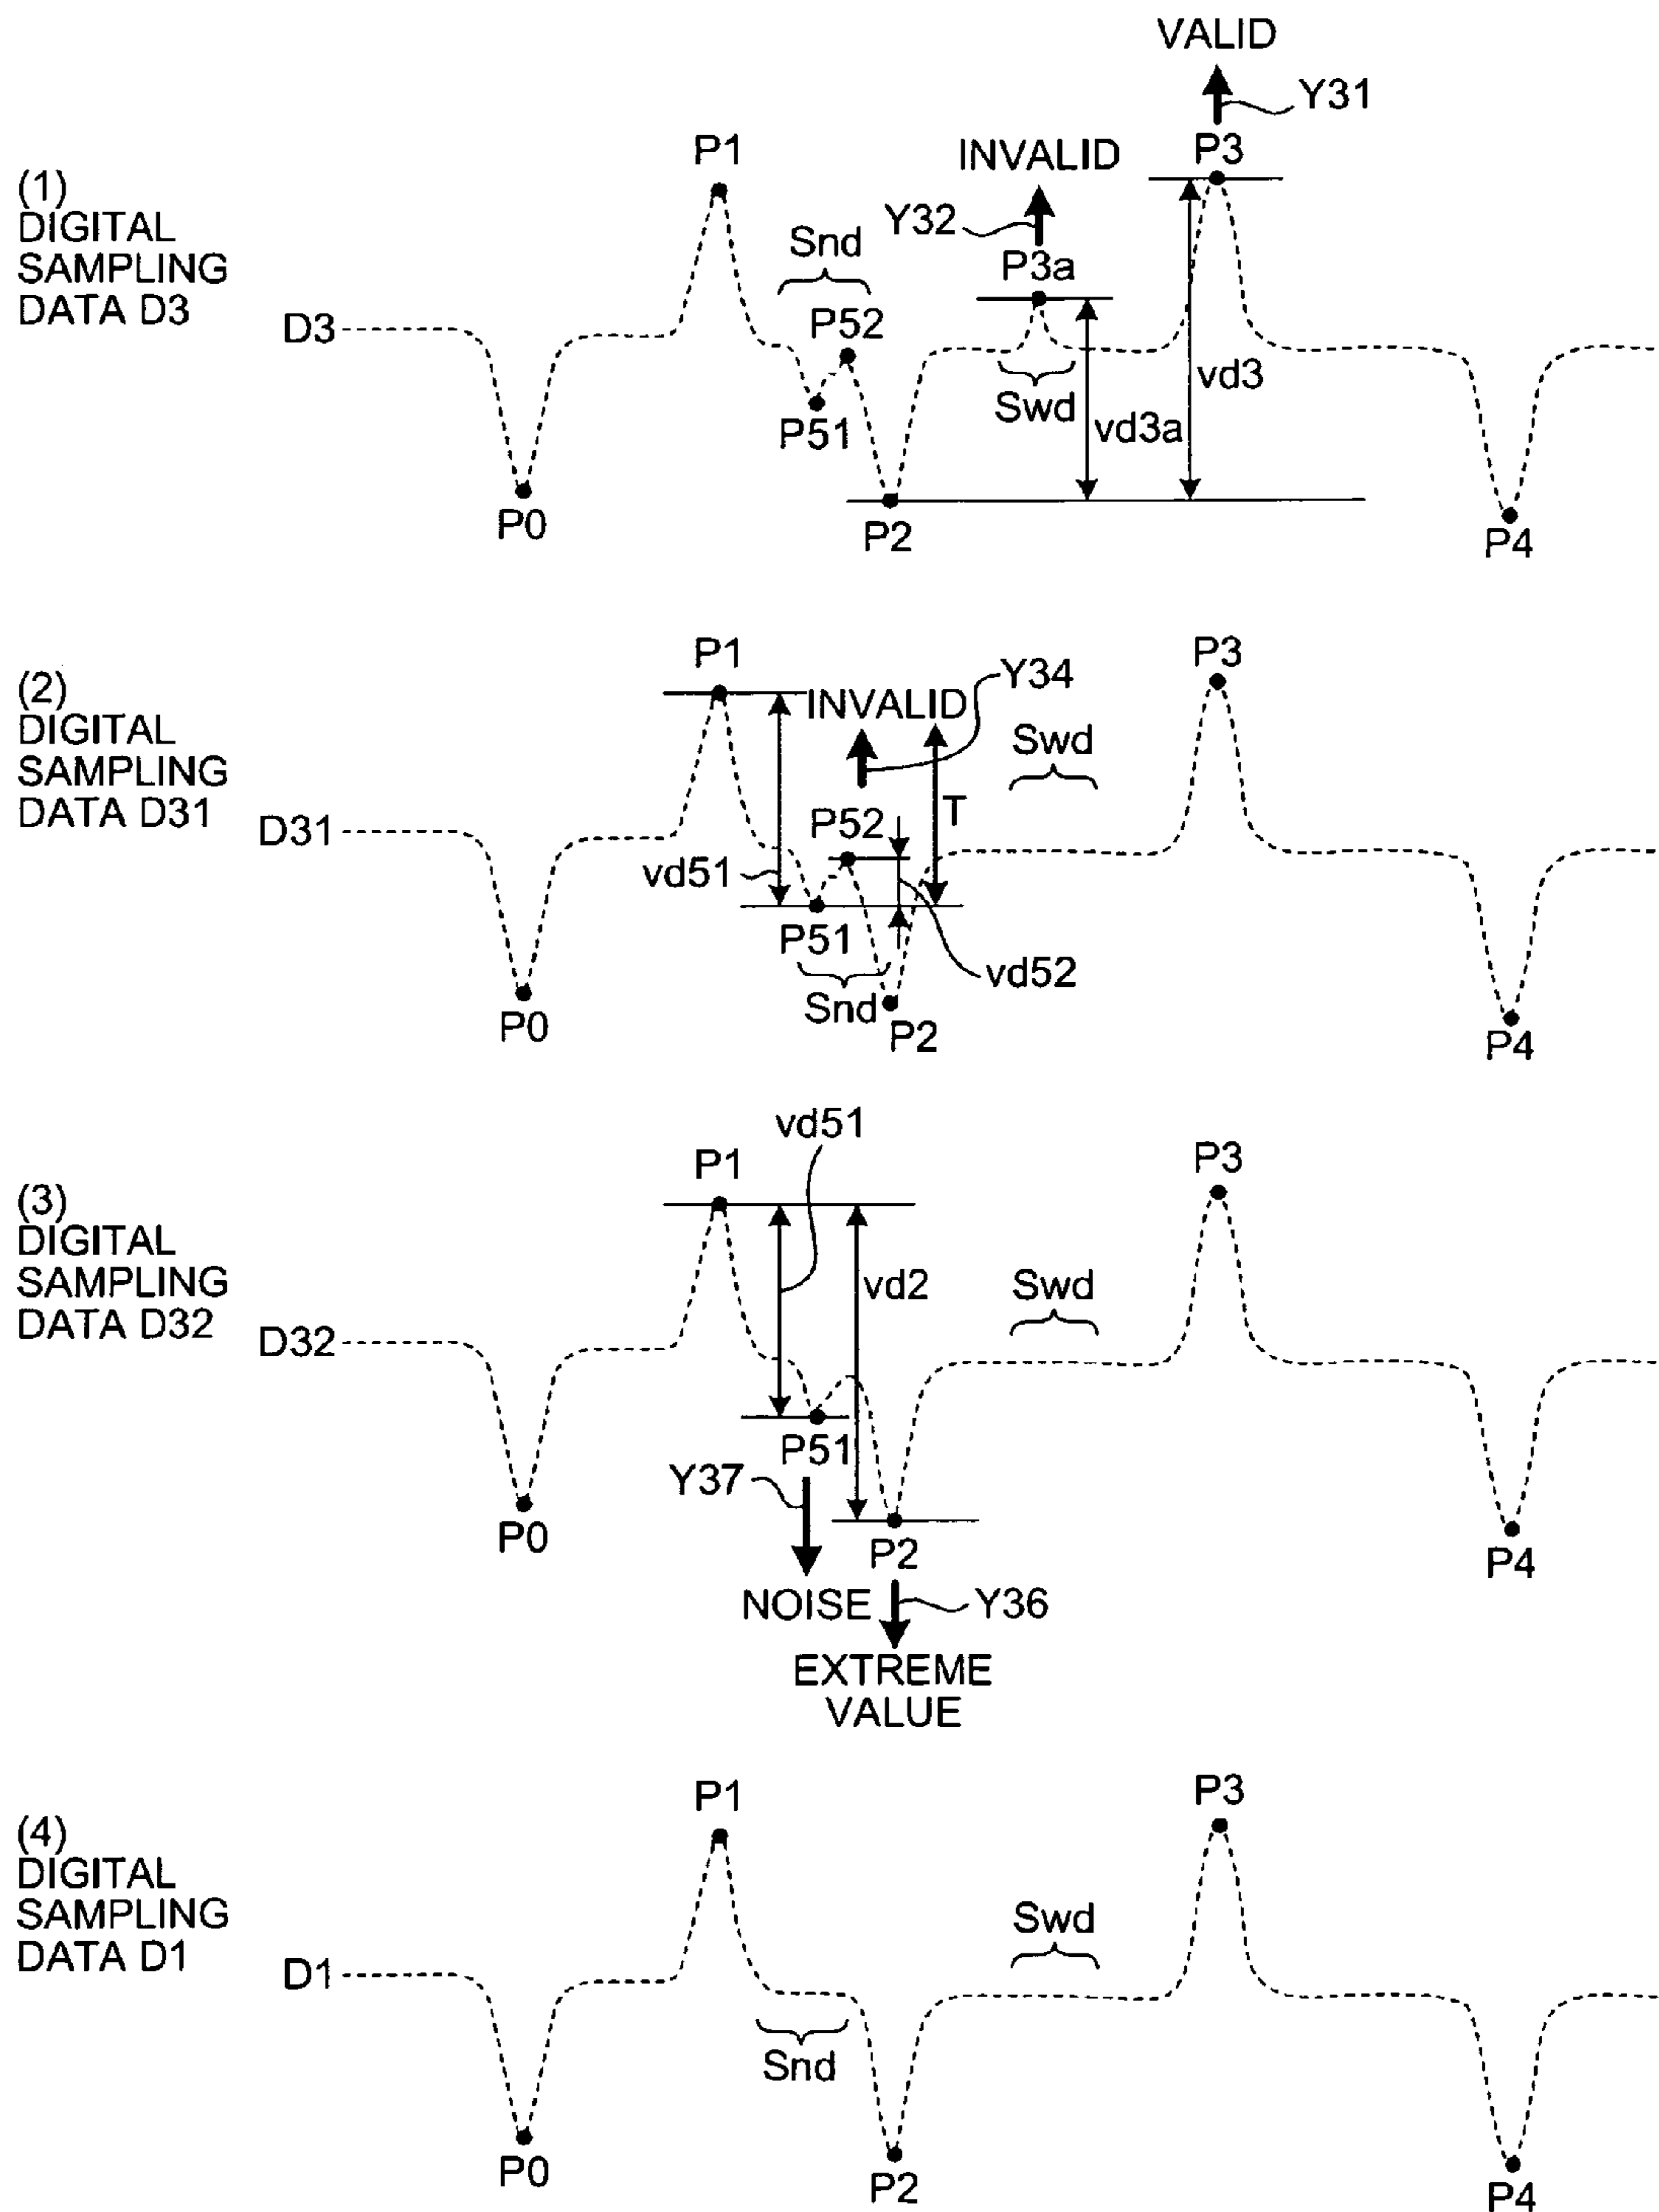 VALID
Y31
P1
P3
INVALID
(1)
DIGITAL
SAMPLING
DATA D3
Y32
Snd
P3a
D3
P52
vd3
Swd
P51
vd3a
P0
P2
P4
P1
P3
Y34
(2)
DIGITAL
SAMPLING
DATA D31
INVALID
Swd
D31
P52
T
vd51
P51
vd52
Snd
P0
P2
P4
vd51
P1
P3
(3)
DIGITAL
SAMPLING
DATA D32
vd2
Swd
D32
P51
Y37
P0
P2
P4
NOISE
Y36
EXTREME
VALUE
P1
P3
(4)
DIGITAL
SAMPLING
DATA D1
Swd
D1
Snd
P0
P2
P4